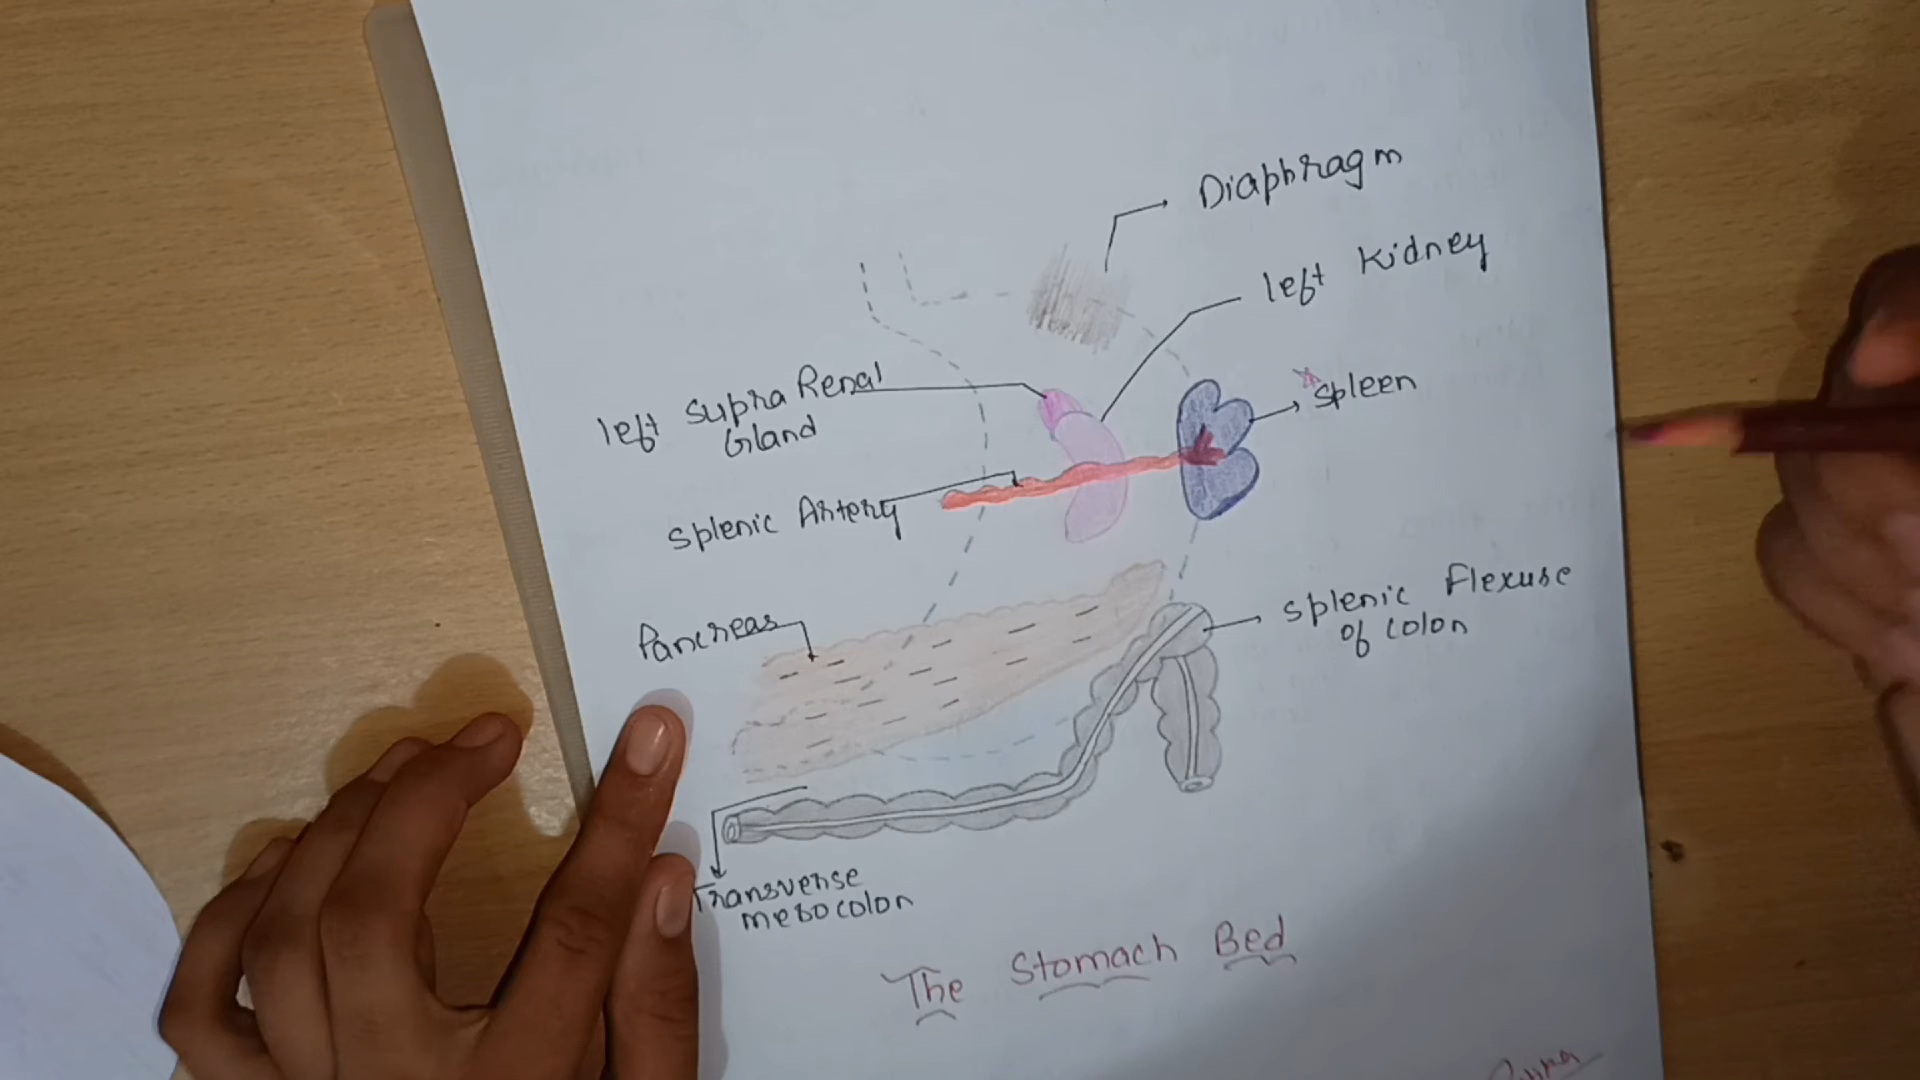 Diaphragm
left Kidney
left Supra Renal
Gland
Spleen
Splenic Artery
Splenic Flexuse
of colon
Pancreas
Transverse
mesocolon
The Stomach Bed